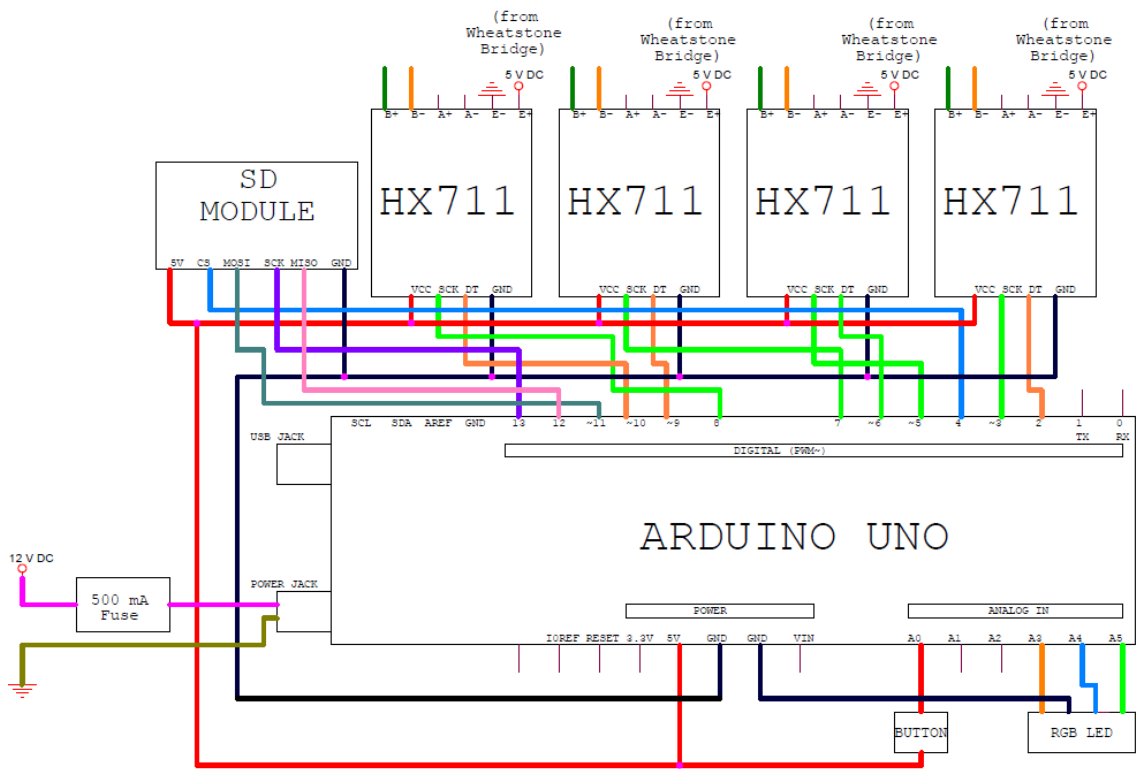 (from (from (from (from
Wheatstone Wheatstone Wheatstone Wheatstone
Bridge) Bridge) Bridge) Bridge)
5 V DC 5 V DC 5 V DC 5 V DC
B+ B- A+ A- E- E+ B+ B- A+ A- E- E+ B+ B- A+ A- E- E+ B+ B- A+ A- E- E+
SD
MODULE
HX711 HX711 HX711 HX711
5V CS MOSI SCK MISO GND
VCC SCK DT GND VCC SCK DT GND VCC SCK DT GND VCC SCK DT GND
SCL SDA AREF GND 13 12 ~11 ~10 ~9 8 7 ~6 ~5 4 ~3 2 1 0
TX RX
USB JACK
DIGITAL (PWM~)
ARDUINO UNO
12 V DC
500 mA
Fuse
POWER JACK
POWER ANALOG IN
IOREF RESET 3.3V 5V GND GND VIN A0 A1 A2 A3 A4 A5
BUTTON RGB LED